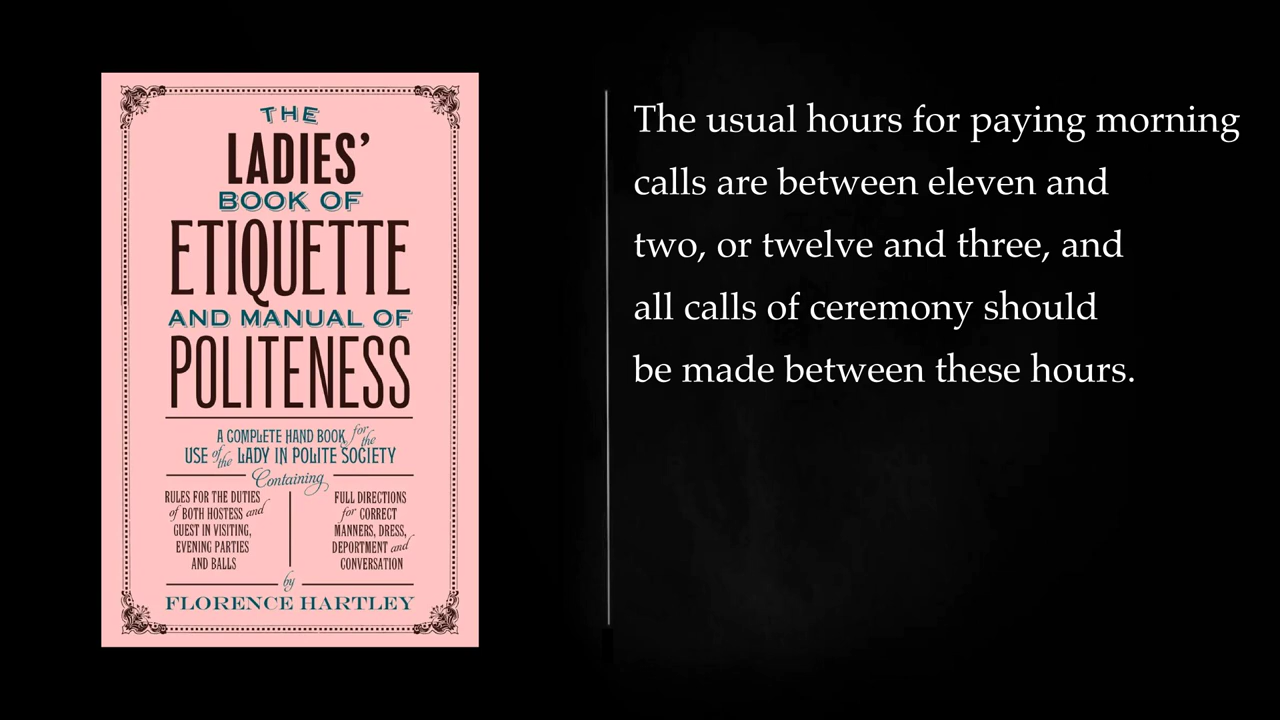 THE
LADIES’
BOOK OF
ETIQUETTE
AND MANUAL OF
POLITENESS
A COMPLETE HAND BOOK for the
USE of the LADY IN POLITE SOCIETY
Containing
RULES FOR THE DUTIES
of BOTH HOSTESS and
GUEST IN VISITING,
EVENING PARTIES
AND BALLS
FULL DIRECTIONS
for CORRECT
MANNERS, DRESS,
DEPORTMENT and
CONVERSATION
by
FLORENCE HARTLEY
The usual hours for paying morning
calls are between eleven and
two, or twelve and three, and
all calls of ceremony should
be made between these hours.